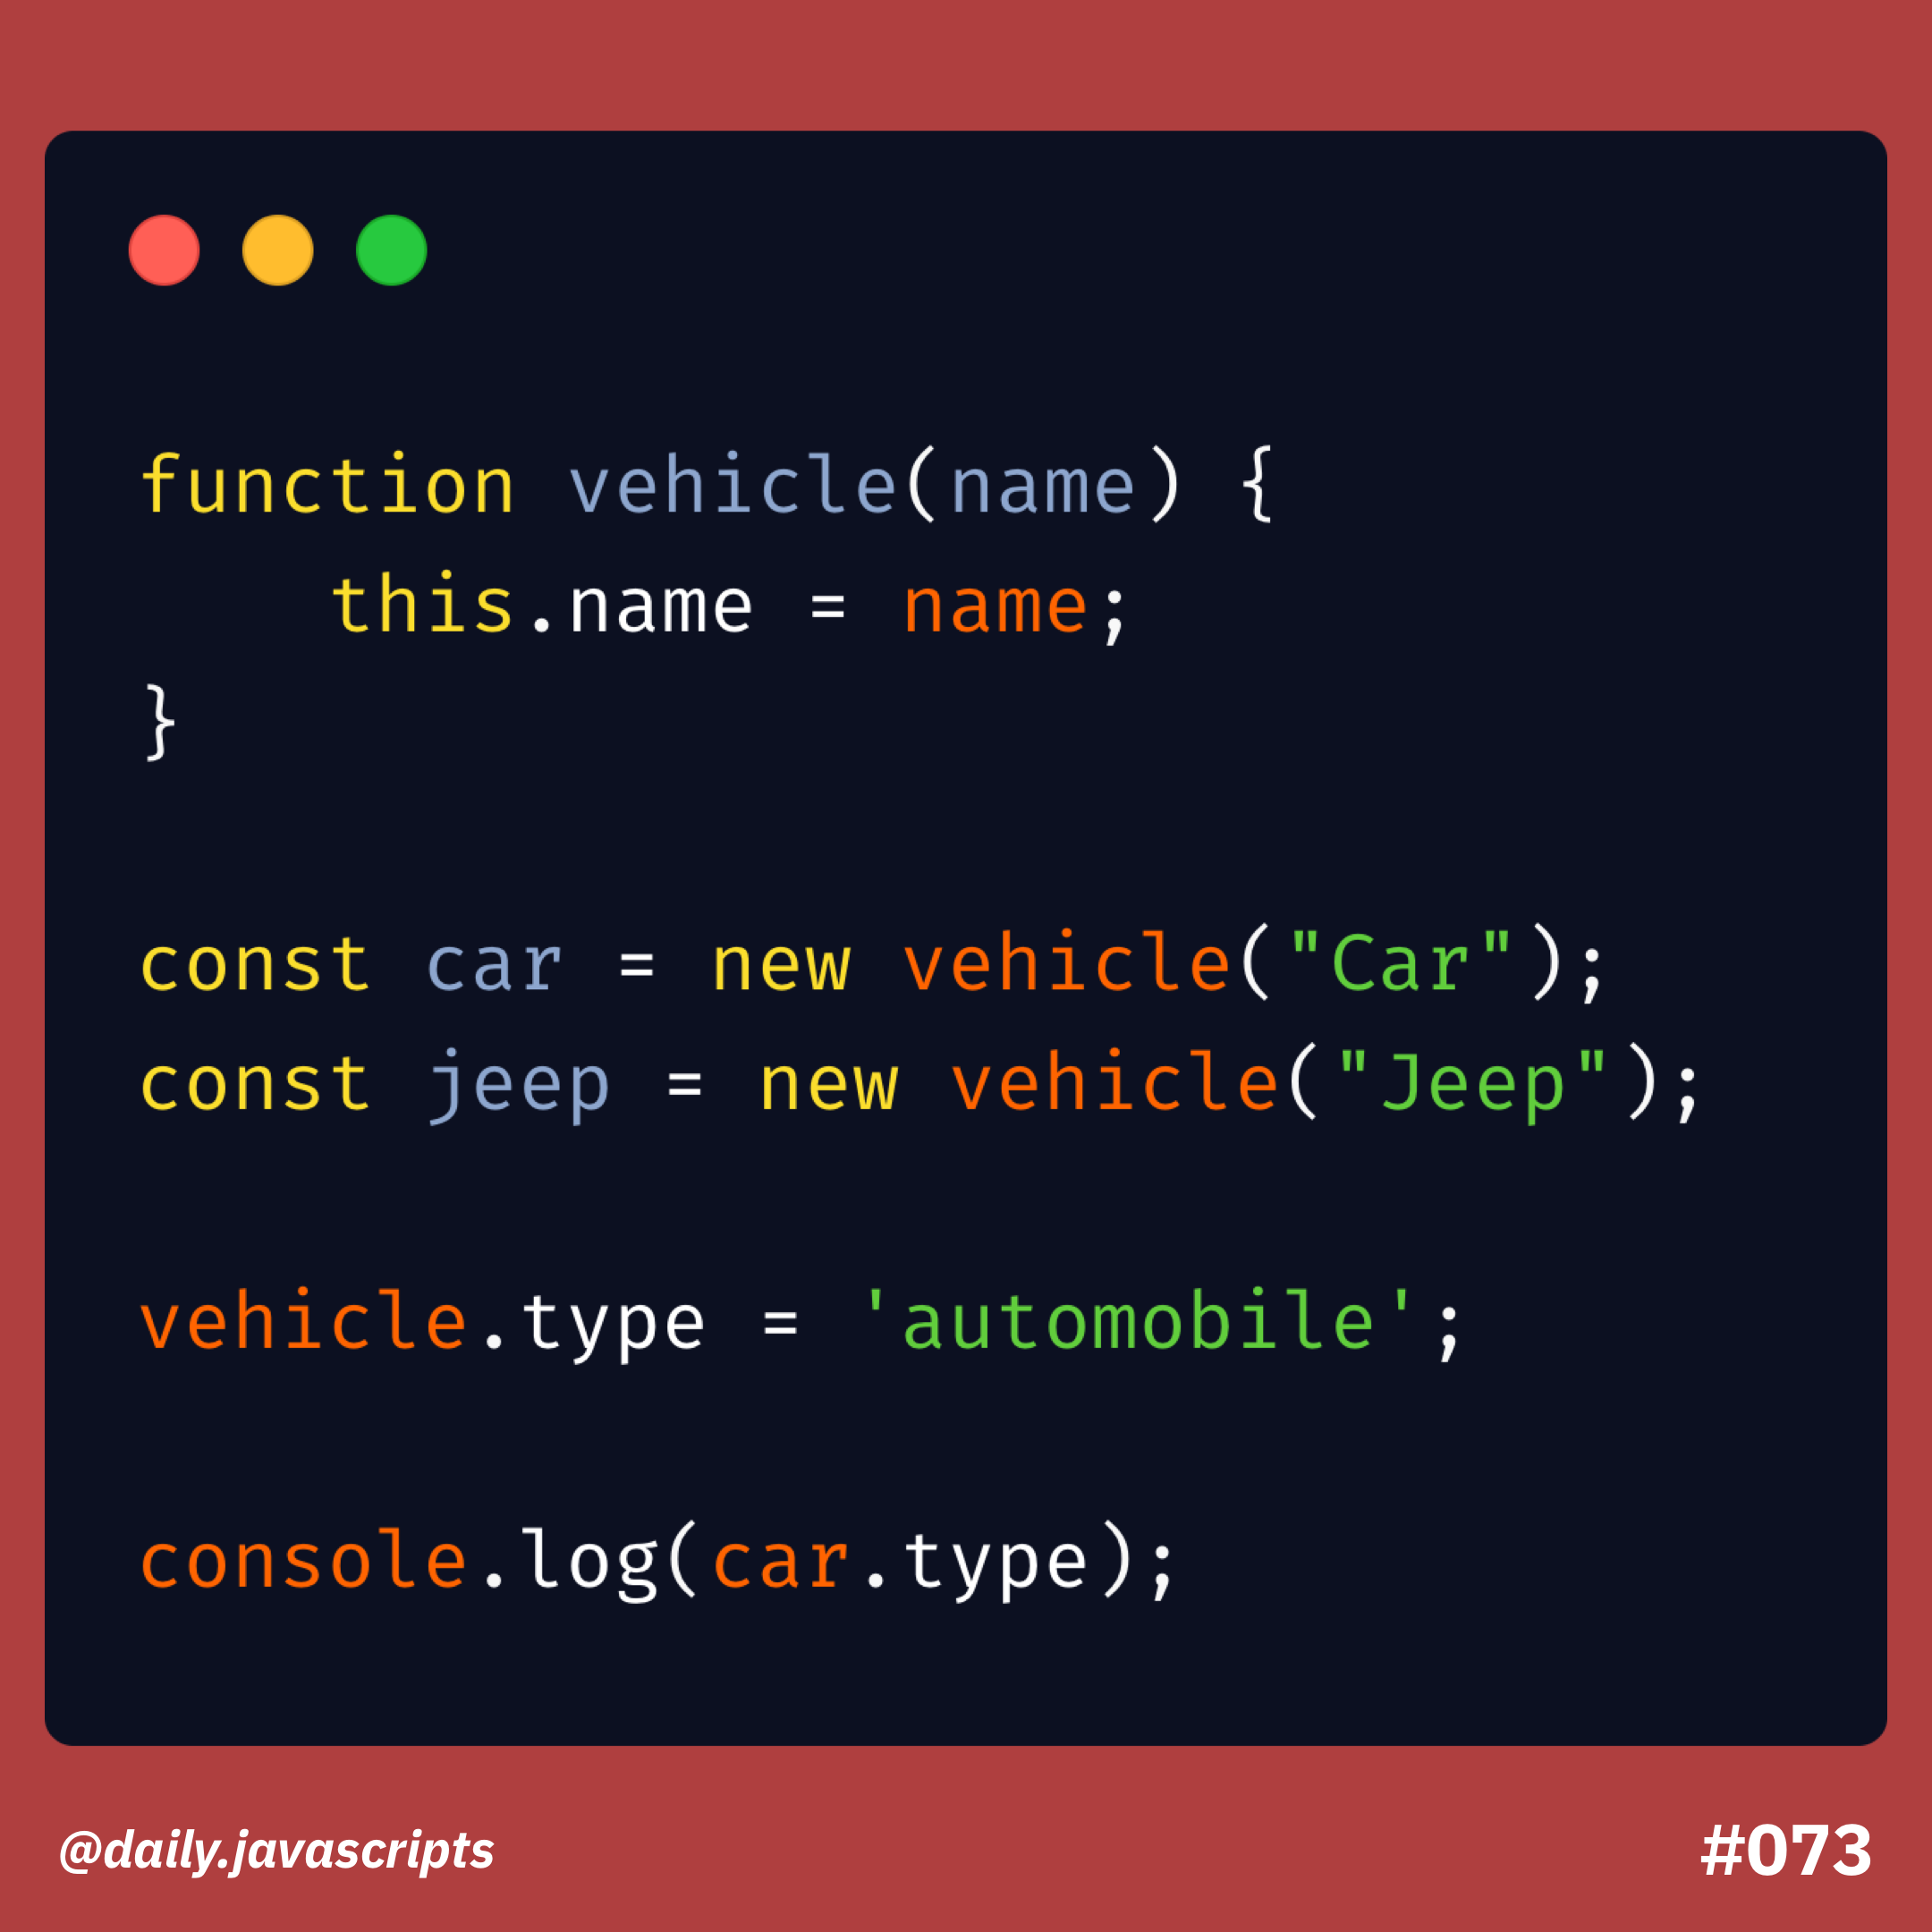 function vehicle(name) {
    this.name = name;
}
const car = new vehicle("Car");
const jeep = new vehicle("Jeep");
vehicle.type = 'automobile';
console.log(car.type);
@daily.javascripts
#073